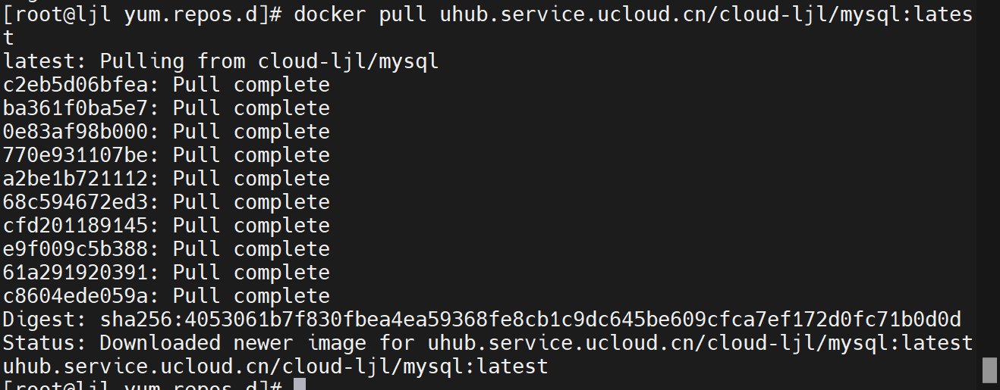 [root@ljl yum.repos.d]# docker pull uhub.service.ucloud.cn/cloud-ljl/mysql:lates
t
latest: Pulling from cloud-ljl/mysql
c2eb5d06bfea: Pull complete
ba361f0ba5e7: Pull complete
0e83af98b000: Pull complete
770e931107be: Pull complete
a2be1b721112: Pull complete
68c594672ed3: Pull complete
cfd201189145: Pull complete
e9f009c5b388: Pull complete
61a291920391: Pull complete
c8604ede059a: Pull complete
Digest: sha256:4053061b7f830fbea4ea59368fe8cb1c9dc645be609cfca7ef172d0fc71b0d0d
Status: Downloaded newer image for uhub.service.ucloud.cn/cloud-ljl/mysql:latest
uhub.service.ucloud.cn/cloud-ljl/mysql:latest
[root@ljl yum.repos.d]#